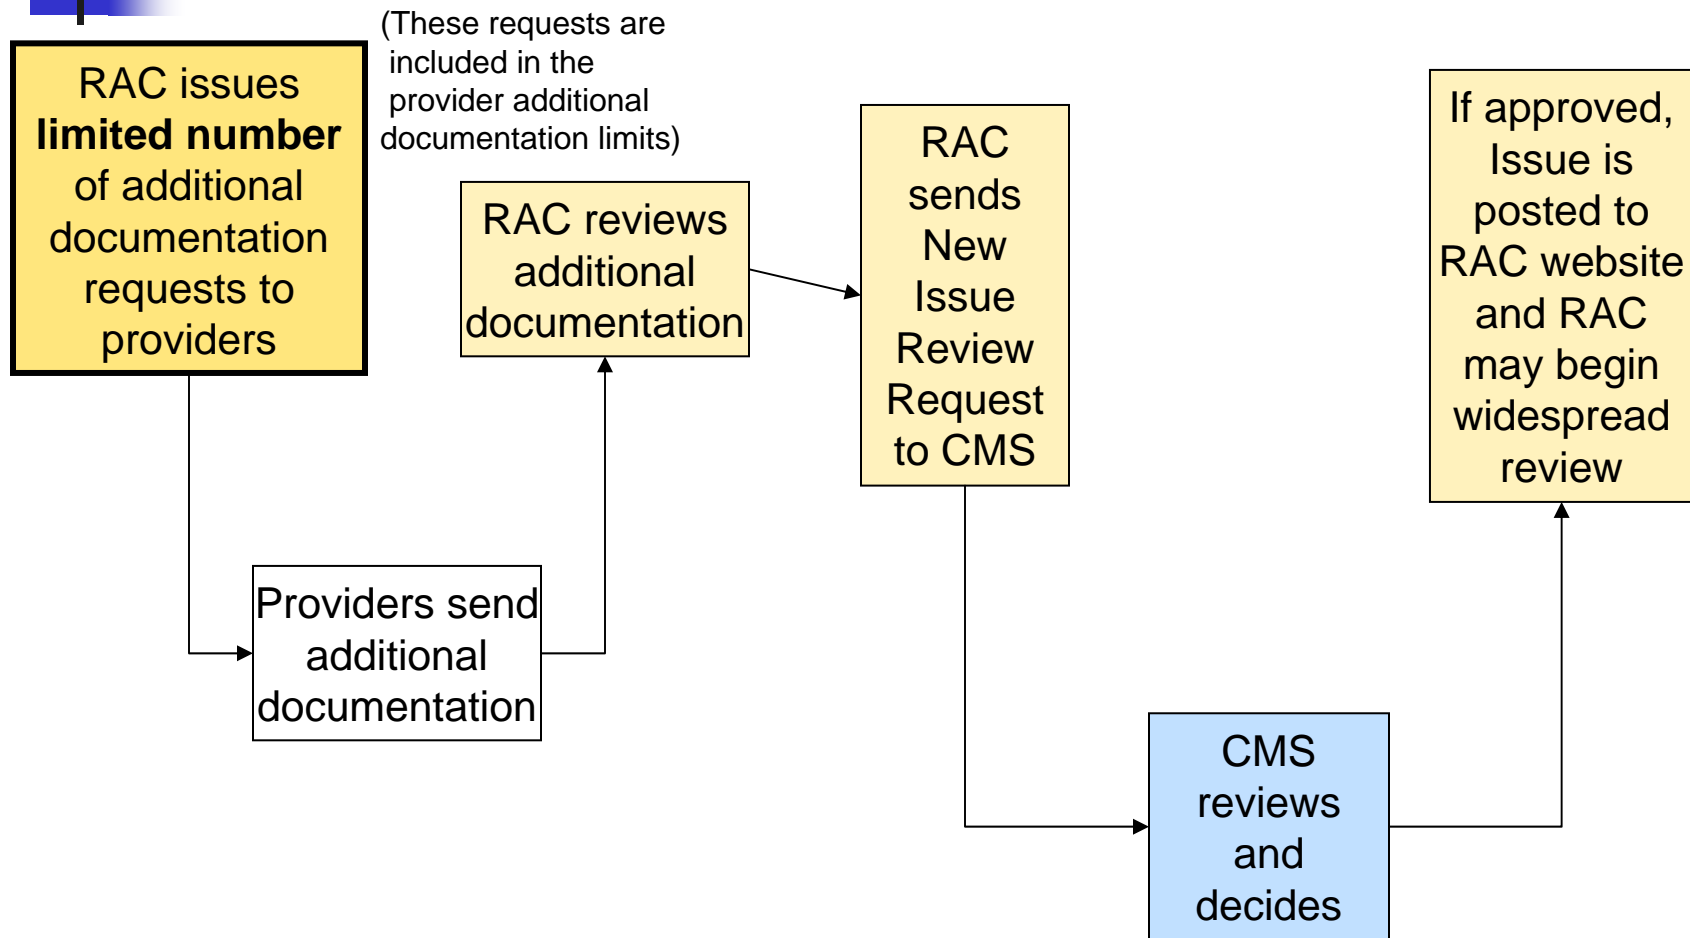 RAC issues
limited number
of additional
documentation
requests to
providers
(These requests are
included in the
provider additional
documentation limits)
Providers send
additional
documentation
RAC reviews
additional
documentation
RAC
sends
New
Issue
Review
Request
to CMS
CMS
reviews
and
decides
If approved,
Issue is
posted to
RAC website
and RAC
may begin
widespread
review